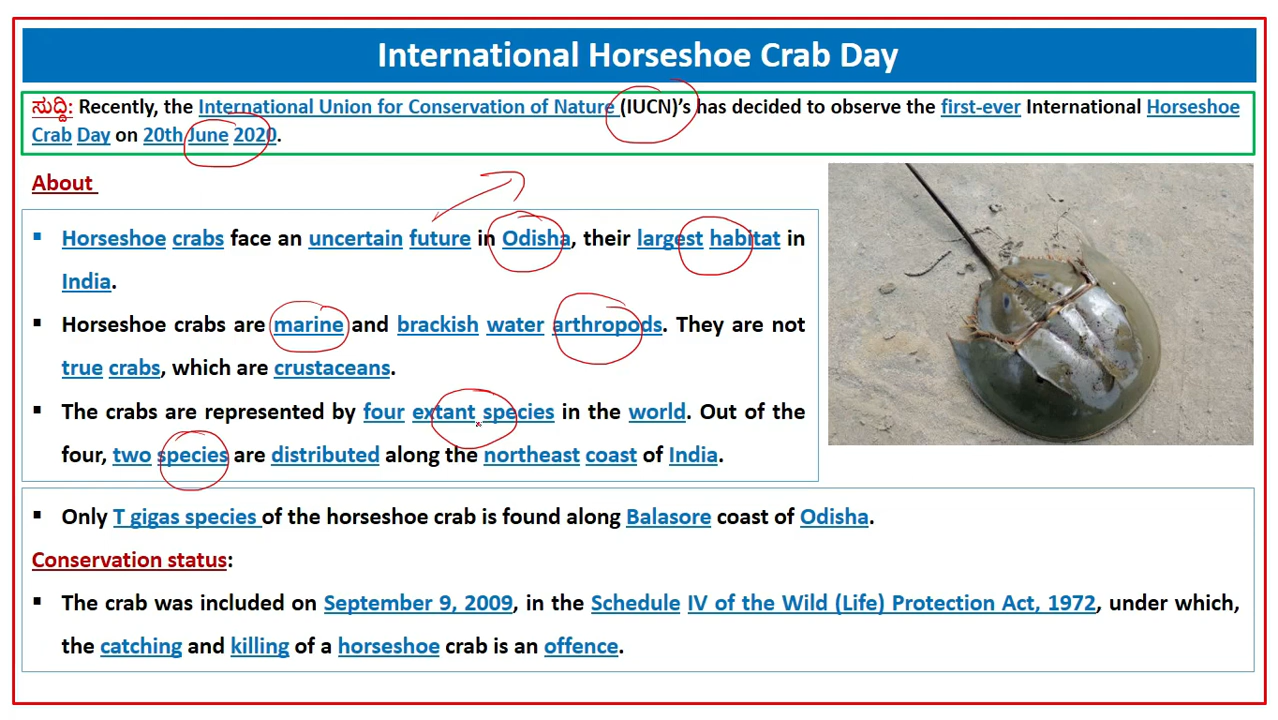 International Horseshoe Crab Day
ಸುದ್ದಿ: Recently, the International Union for Conservation of Nature (IUCN)'s has decided to observe the first-ever International Horseshoe
Crab Day on 20th June 2020.
About
▪ Horseshoe crabs face an uncertain future in Odisha, their largest habitat in
India.
▪ Horseshoe crabs are marine and brackish water arthropods. They are not
true crabs, which are crustaceans.
▪ The crabs are represented by four extant species in the world. Out of the
four, two species are distributed along the northeast coast of India.
▪ Only T gigas species of the horseshoe crab is found along Balasore coast of Odisha.
Conservation status:
▪ The crab was included on September 9, 2009, in the Schedule IV of the Wild (Life) Protection Act, 1972, under which,
the catching and killing of a horseshoe crab is an offence.